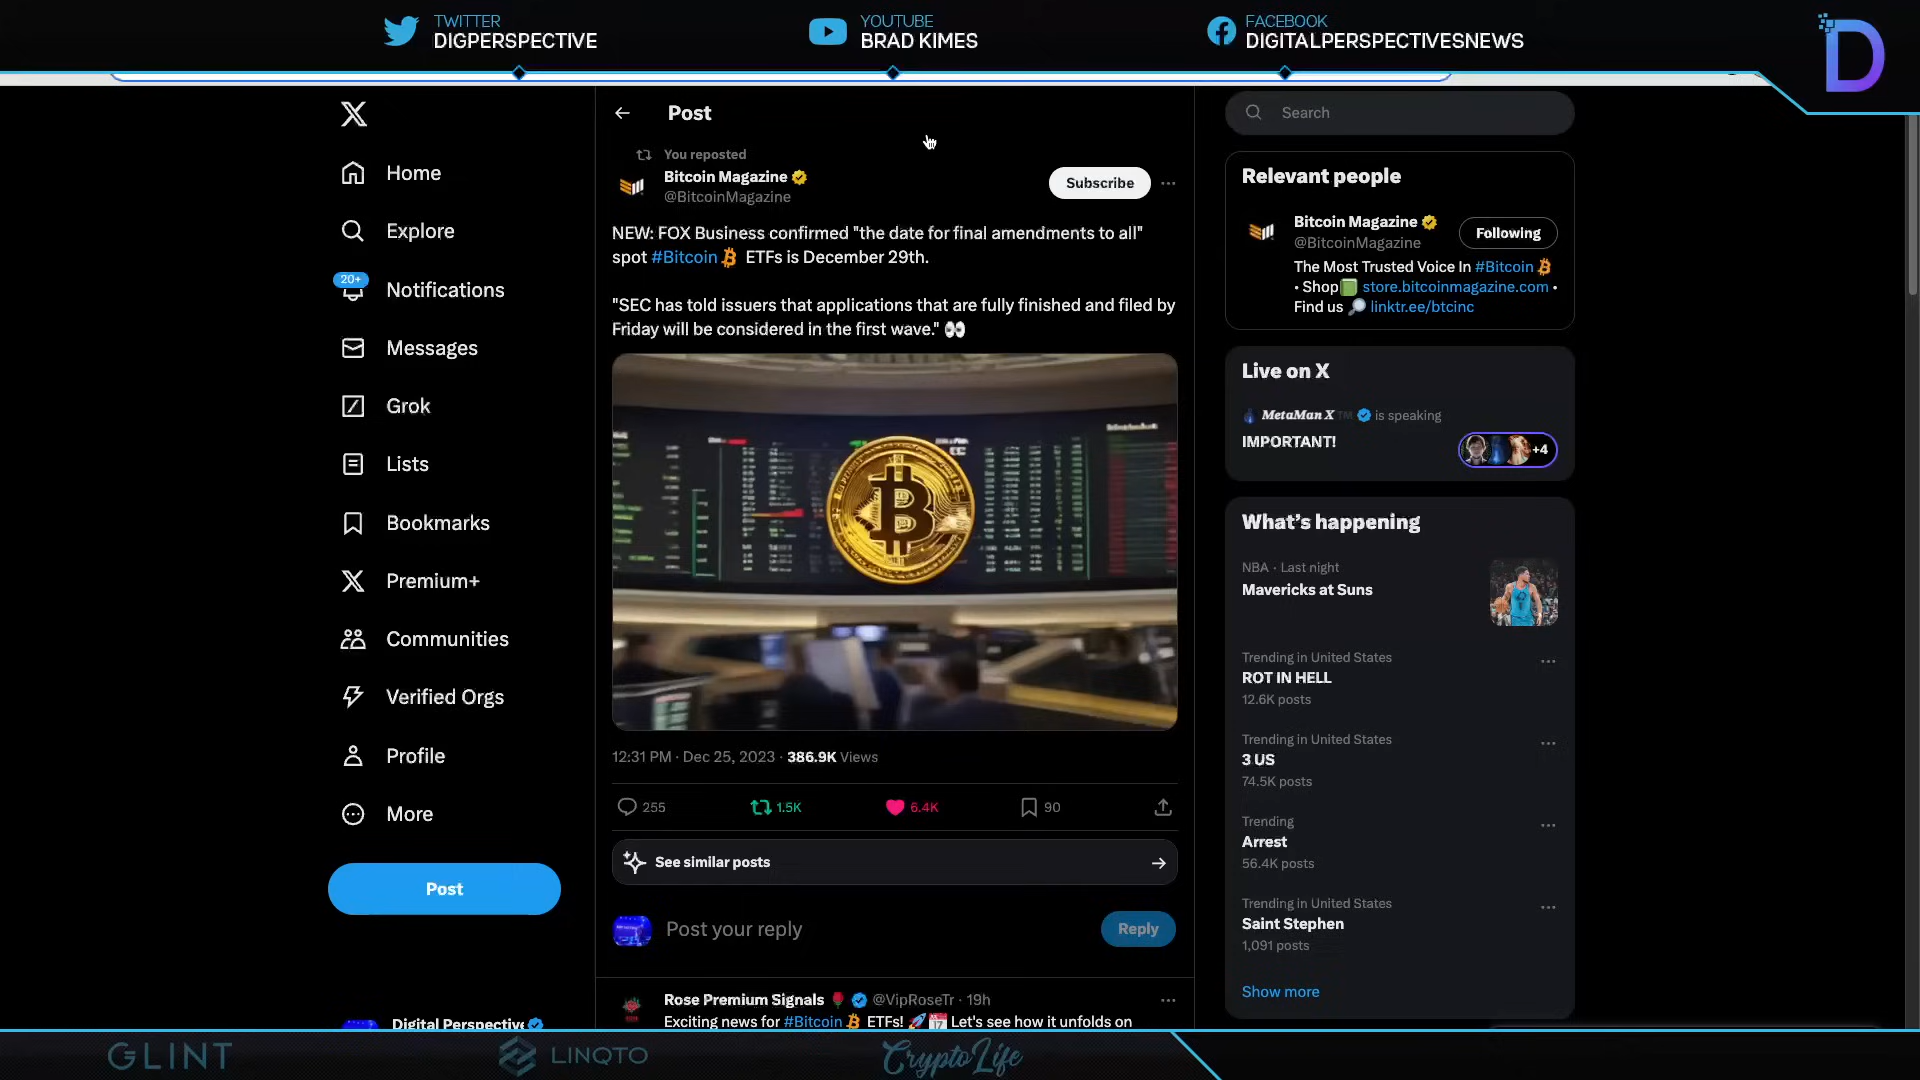 TWITTER
DIGPERSPECTIVE
YOUTUBE
BRAD KIMES
FACEBOOK
DIGITALPERSPECTIVESNEWS
D
Home
Explore
20+
Notifications
Messages
Grok
Lists
Bookmarks
Premium+
Communities
Verified Orgs
Profile
More
Post
Digital Perspective
Post
You reposted
Bitcoin Magazine
@BitcoinMagazine
Subscribe
NEW: FOX Business confirmed "the date for final amendments to all"
spot #Bitcoin ETFs is December 29th.
"SEC has told issuers that applications that are fully finished and filed by
Friday will be considered in the first wave." 👀
12:31 PM · Dec 25, 2023 · 386.9K Views
255
1.5K
6.4K
90
See similar posts
Post your reply
Reply
Rose Premium Signals 🌹 @VipRoseTr · 19h
Exciting news for #Bitcoin ETFs! 🚀📅 Let's see how it unfolds on
Search
Relevant people
Bitcoin Magazine
@BitcoinMagazine
Following
The Most Trusted Voice In #Bitcoin
• Shop📗 store.bitcoinmagazine.com •
Find us 🔎 linktr.ee/btcinc
Live on X
MetaMan X™ is speaking
IMPORTANT!
+4
What's happening
NBA · Last night
Mavericks at Suns
Trending in United States
ROT IN HELL
12.6K posts
Trending in United States
3 US
74.5K posts
Trending
Arrest
56.4K posts
Trending in United States
Saint Stephen
1,091 posts
Show more
GLINT
LINQTO
CryptoLife